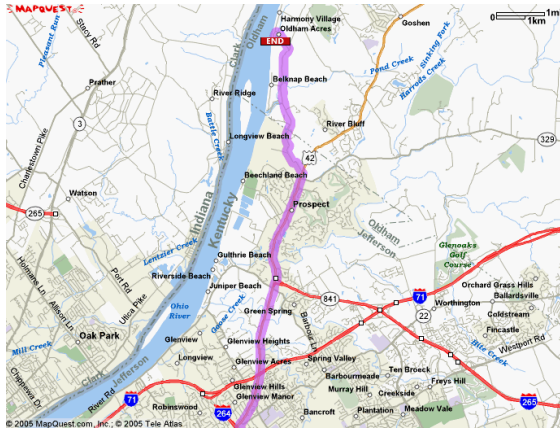 MAPQUEST
Harmony Village
Oldham Acres
END
Goshen
1mi
1km
Pleasant Run
Stacy Rd
Clark
Oldham
Sinking Fork
Pond Creek
Harrods Creek
Prather
River Ridge
Belknap Beach
3
Battle Creek
Longview Beach
River Bluff
42
329
Charlestown Pike
Beechland Beach
Watson
265
Indiana
Kentucky
Prospect
Oldham
Jefferson
Lentzier Creek
Guthrie Beach
Glenoaks
Golf
Course
Holmans Ln
Allison Ln
Port Rd
Utica Pike
Riverside Beach
Juniper Beach
841
71
Orchard Grass Hills
Ballardsville
Worthington
Ohio
River
Goose Creek
Green Spring
Barbour Ln
22
Coldstream
Fincastle
Oak Park
Glenview
Glenview Heights
Hite Creek
Westport Rd
Mill Creek
Longview
Glenview Acres
Spring Valley
Clark
Jefferson
Barbourmeade
Ten Broeck
Freys Hill
Chippewa Dr
River Rd
71
Glenview Hills
Glenview Manor
Murray Hill
Creekside
265
Robinswood
264
Bancroft
Plantation
Meadow Vale
© 2005 MapQuest.com, Inc.; © 2005 Tele Atlas